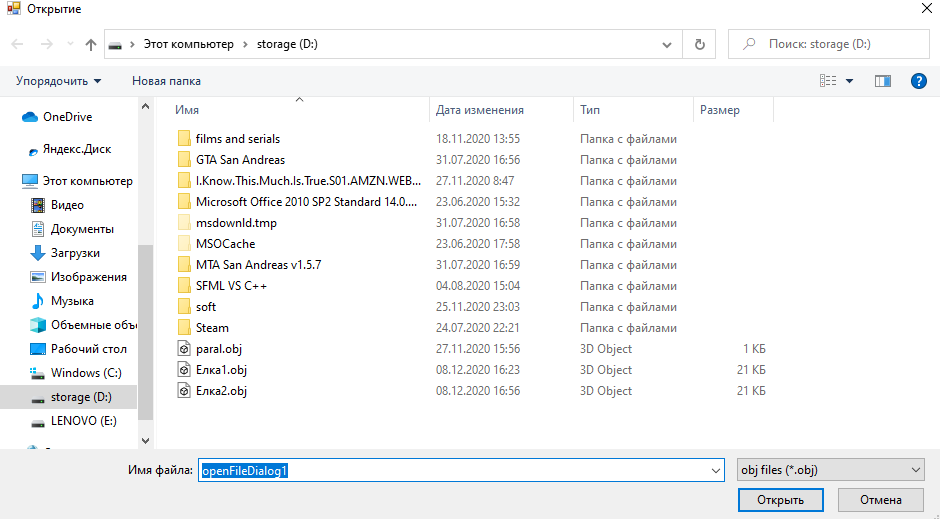 Открытие
Этот компьютер storage (D:)
Поиск: storage (D:)
Упорядочить Новая папка
OneDrive
Яндекс.Диск
Этот компьютер
Видео
Документы
Загрузки
Изображения
Музыка
Объемные объ
Рабочий стол
Windows (C:)
storage (D:)
LENOVO (E:)
Имя Дата изменения Тип Размер
films and serials 18.11.2020 13:55 Папка с файлами
GTA San Andreas 31.07.2020 16:56 Папка с файлами
I.Know.This.Much.Is.True.S01.AMZN.WEB... 27.11.2020 8:47 Папка с файлами
Microsoft Office 2010 SP2 Standard 14.0.... 23.06.2020 15:32 Папка с файлами
msdownld.tmp 31.07.2020 16:58 Папка с файлами
MSOCache 23.06.2020 17:58 Папка с файлами
MTA San Andreas v1.5.7 31.07.2020 16:59 Папка с файлами
SFML VS C++ 04.08.2020 15:04 Папка с файлами
soft 25.11.2020 23:03 Папка с файлами
Steam 24.07.2020 22:21 Папка с файлами
paral.obj 27.11.2020 15:56 3D Object 1 КБ
Елка1.obj 08.12.2020 16:23 3D Object 21 КБ
Елка2.obj 08.12.2020 16:56 3D Object 21 КБ
Имя файла: openFileDialog1 obj files (*.obj)
Открыть Отмена